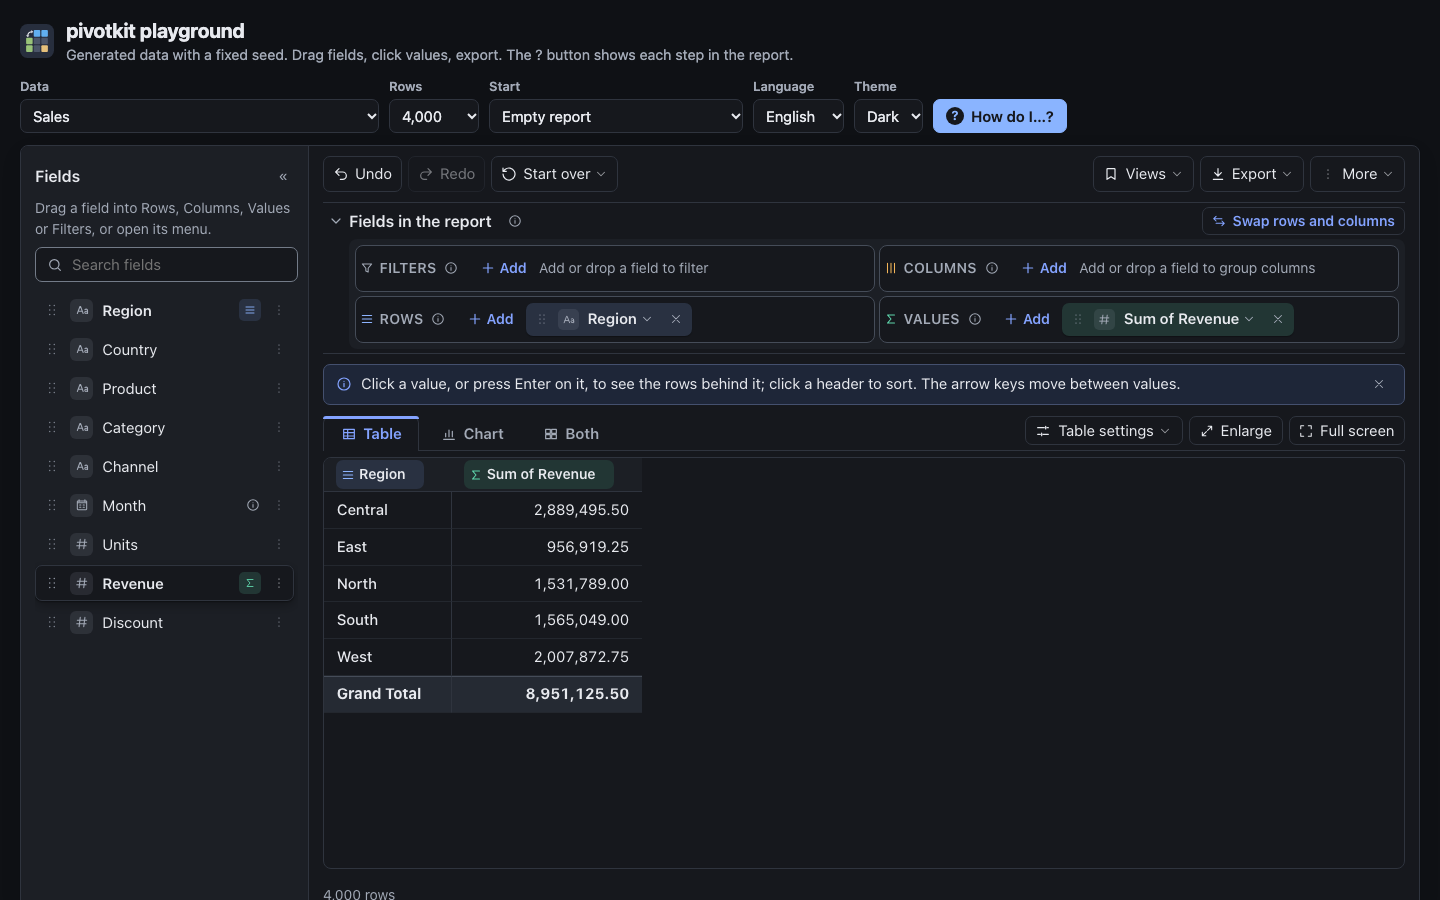 pivotkit playground
Generated data with a fixed seed. Drag fields, click values, export. The ? button shows each step in the report.
Data
Rows
Start
Language
Theme
Sales
4,000
Empty report
English
Dark
? How do I...?
Fields
«
Drag a field into Rows, Columns, Values
or Filters, or open its menu.
Search fields
Aa Region
Aa Country
Aa Product
Aa Category
Aa Channel
Month
# Units
# Revenue Σ
# Discount
Undo
Redo
Start over
Views
Export
More
Fields in the report
Swap rows and columns
FILTERS + Add Add or drop a field to filter
COLUMNS + Add Add or drop a field to group columns
ROWS + Add Aa Region ×
Σ VALUES + Add # Sum of Revenue ×
Click a value, or press Enter on it, to see the rows behind it; click a header to sort. The arrow keys move between values. ×
Table
Chart
Both
Table settings
Enlarge
Full screen
Region Σ Sum of Revenue
Central 2,889,495.50
East 956,919.25
North 1,531,789.00
South 1,565,049.00
West 2,007,872.75
Grand Total 8,951,125.50
4,000 rows